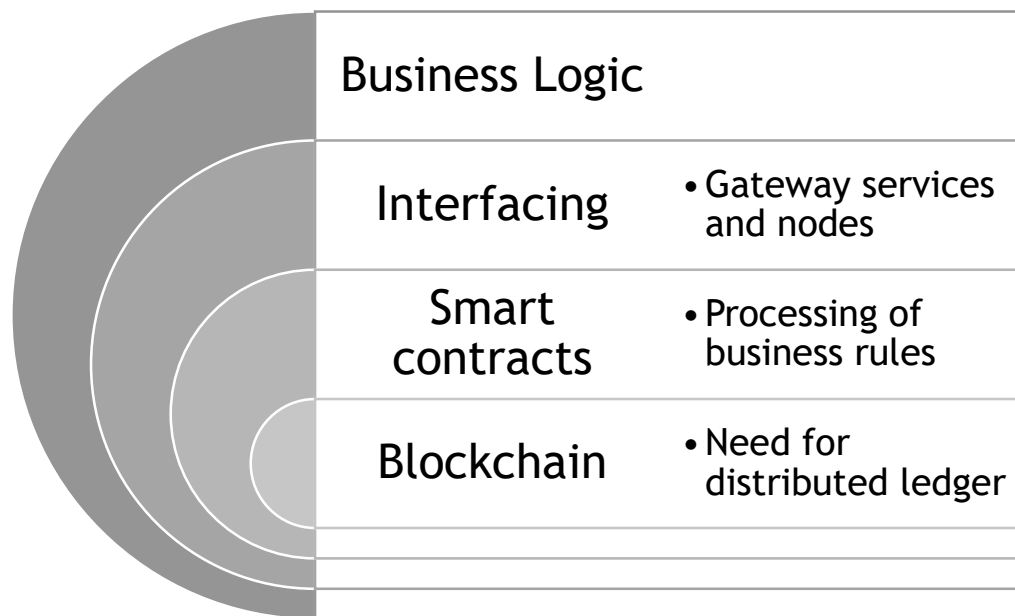 Business Logic
Interfacing
• Gateway services
and nodes
Smart
contracts
• Processing of
business rules
Blockchain
• Need for
distributed ledger